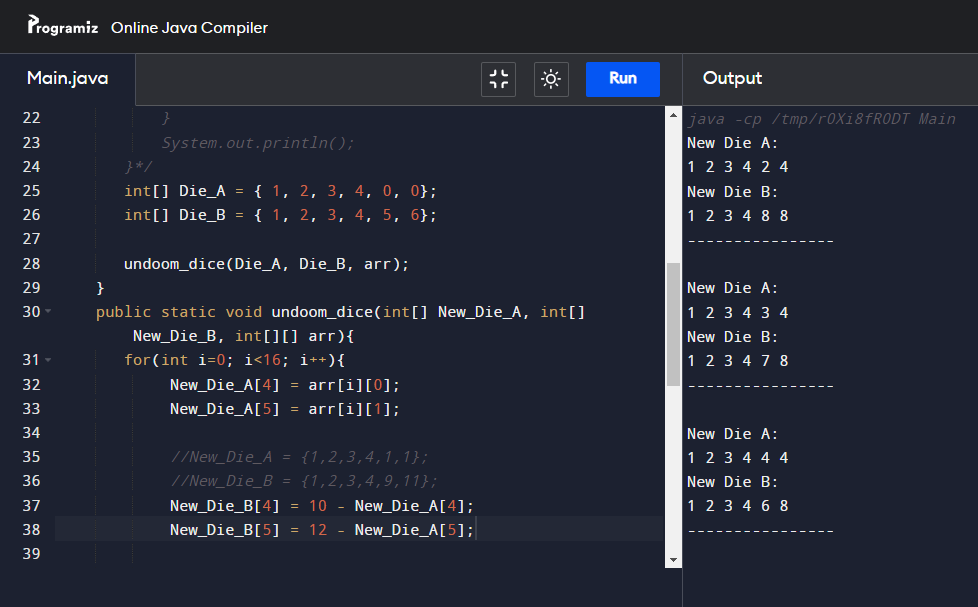 Programiz Online Java Compiler
Main.java
Run
Output
22 }
23 System.out.println();
24 }*/
25 int[] Die_A = { 1, 2, 3, 4, 0, 0};
26 int[] Die_B = { 1, 2, 3, 4, 5, 6};
27
28 undoom_dice(Die_A, Die_B, arr);
29 }
30 public static void undoom_dice(int[] New_Die_A, int[]
New_Die_B, int[][] arr){
31 for(int i=0; i<16; i++){
32 New_Die_A[4] = arr[i][0];
33 New_Die_A[5] = arr[i][1];
34
35 //New_Die_A = {1,2,3,4,1,1};
36 //New_Die_B = {1,2,3,4,9,11};
37 New_Die_B[4] = 10 - New_Die_A[4];
38 New_Die_B[5] = 12 - New_Die_A[5];
39
java -cp /tmp/rOXi8fRODT Main
New Die A:
1 2 3 4 2 4
New Die B:
1 2 3 4 8 8
----------------
New Die A:
1 2 3 4 3 4
New Die B:
1 2 3 4 7 8
----------------
New Die A:
1 2 3 4 4 4
New Die B:
1 2 3 4 6 8
----------------